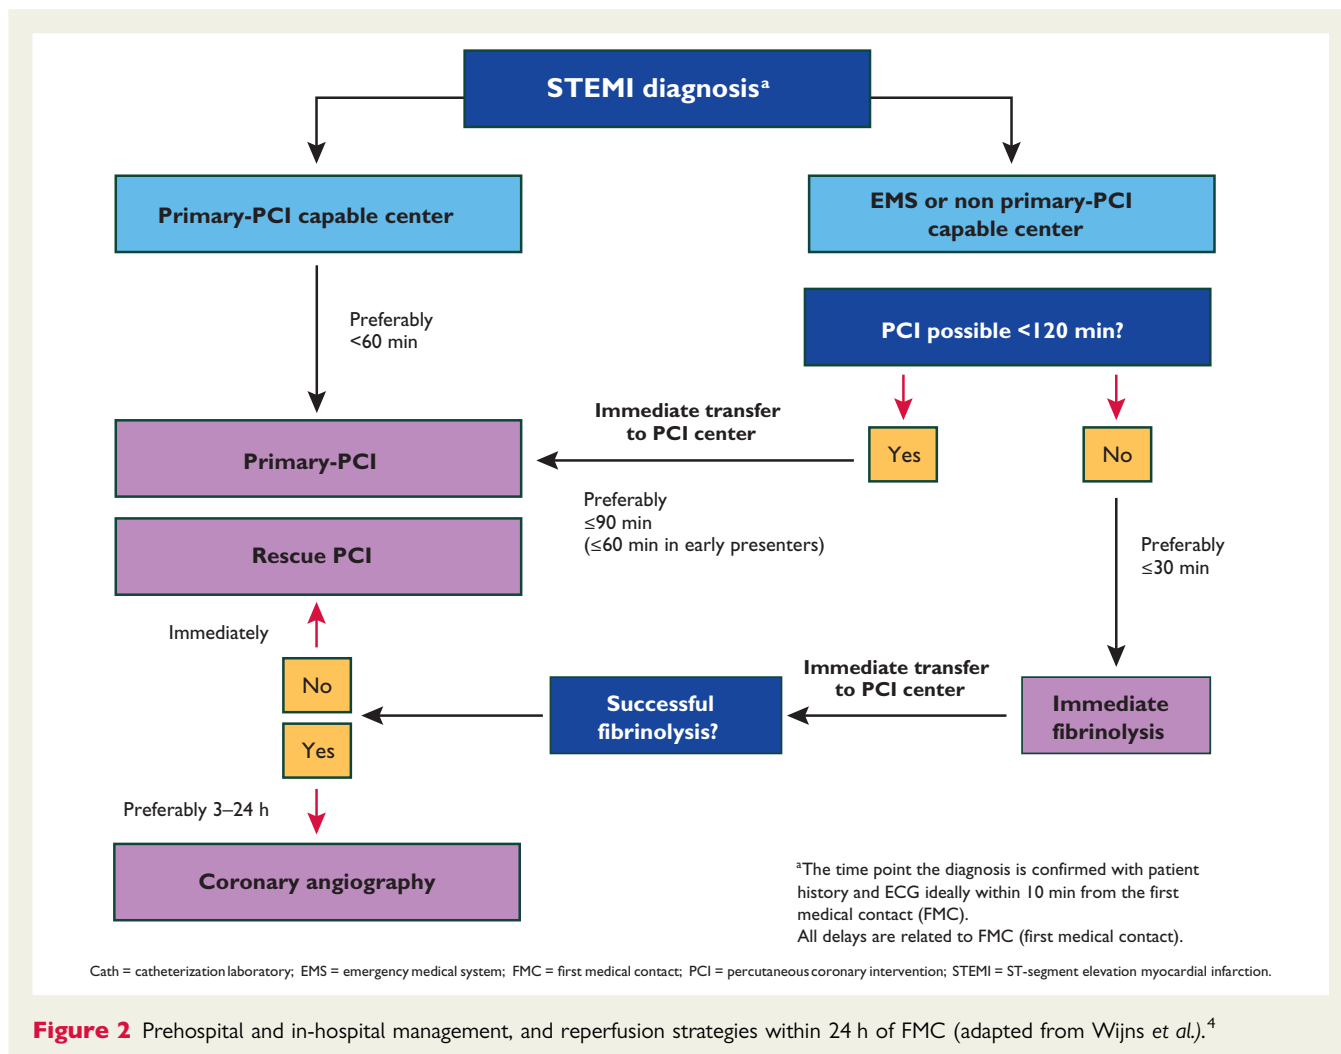 STEMI diagnosisᵃ
Primary-PCI capable center
EMS or non primary-PCI
capable center
Preferably
<60 min
PCI possible <120 min?
Immediate transfer
to PCI center
Yes
No
Primary-PCI
Preferably
≤90 min
(≤60 min in early presenters)
Rescue PCI
Preferably
≤30 min
Immediately
No
Yes
Immediate transfer
to PCI center
Successful
fibrinolysis?
Immediate
fibrinolysis
Preferably 3–24 h
Coronary angiography
ᵃThe time point the diagnosis is confirmed with patient
history and ECG ideally within 10 min from the first
medical contact (FMC).
All delays are related to FMC (first medical contact).
Cath = catheterization laboratory; EMS = emergency medical system; FMC = first medical contact; PCI = percutaneous coronary intervention; STEMI = ST-segment elevation myocardial infarction.
Figure 2 Prehospital and in-hospital management, and reperfusion strategies within 24 h of FMC (adapted from Wijns et al.).⁴